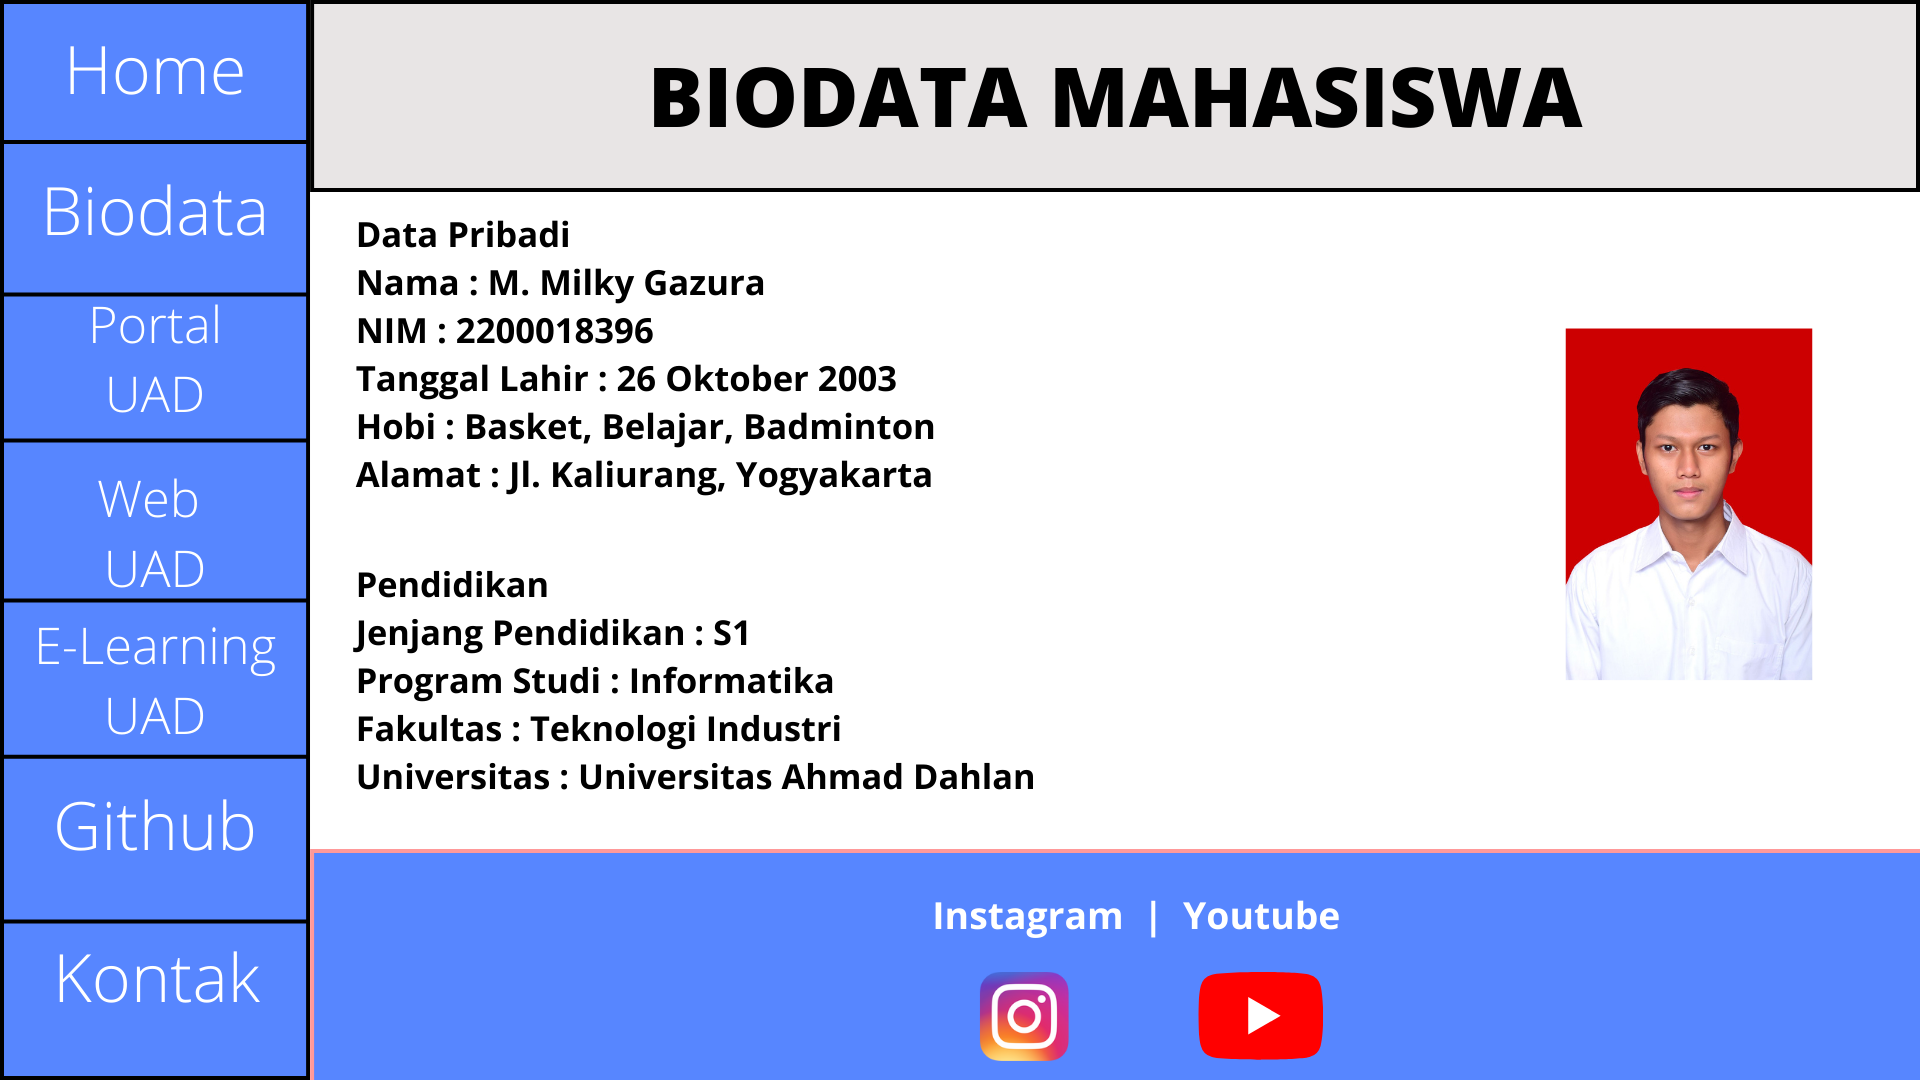 Home
Biodata
Portal
UAD
Web
UAD
E-Learning
UAD
Github
Kontak
BIODATA MAHASISWA
Data Pribadi
Nama : M. Milky Gazura
NIM : 2200018396
Tanggal Lahir : 26 Oktober 2003
Hobi : Basket, Belajar, Badminton
Alamat : Jl. Kaliurang, Yogyakarta
Pendidikan
Jenjang Pendidikan : S1
Program Studi : Informatika
Fakultas : Teknologi Industri
Universitas : Universitas Ahmad Dahlan
Instagram | Youtube